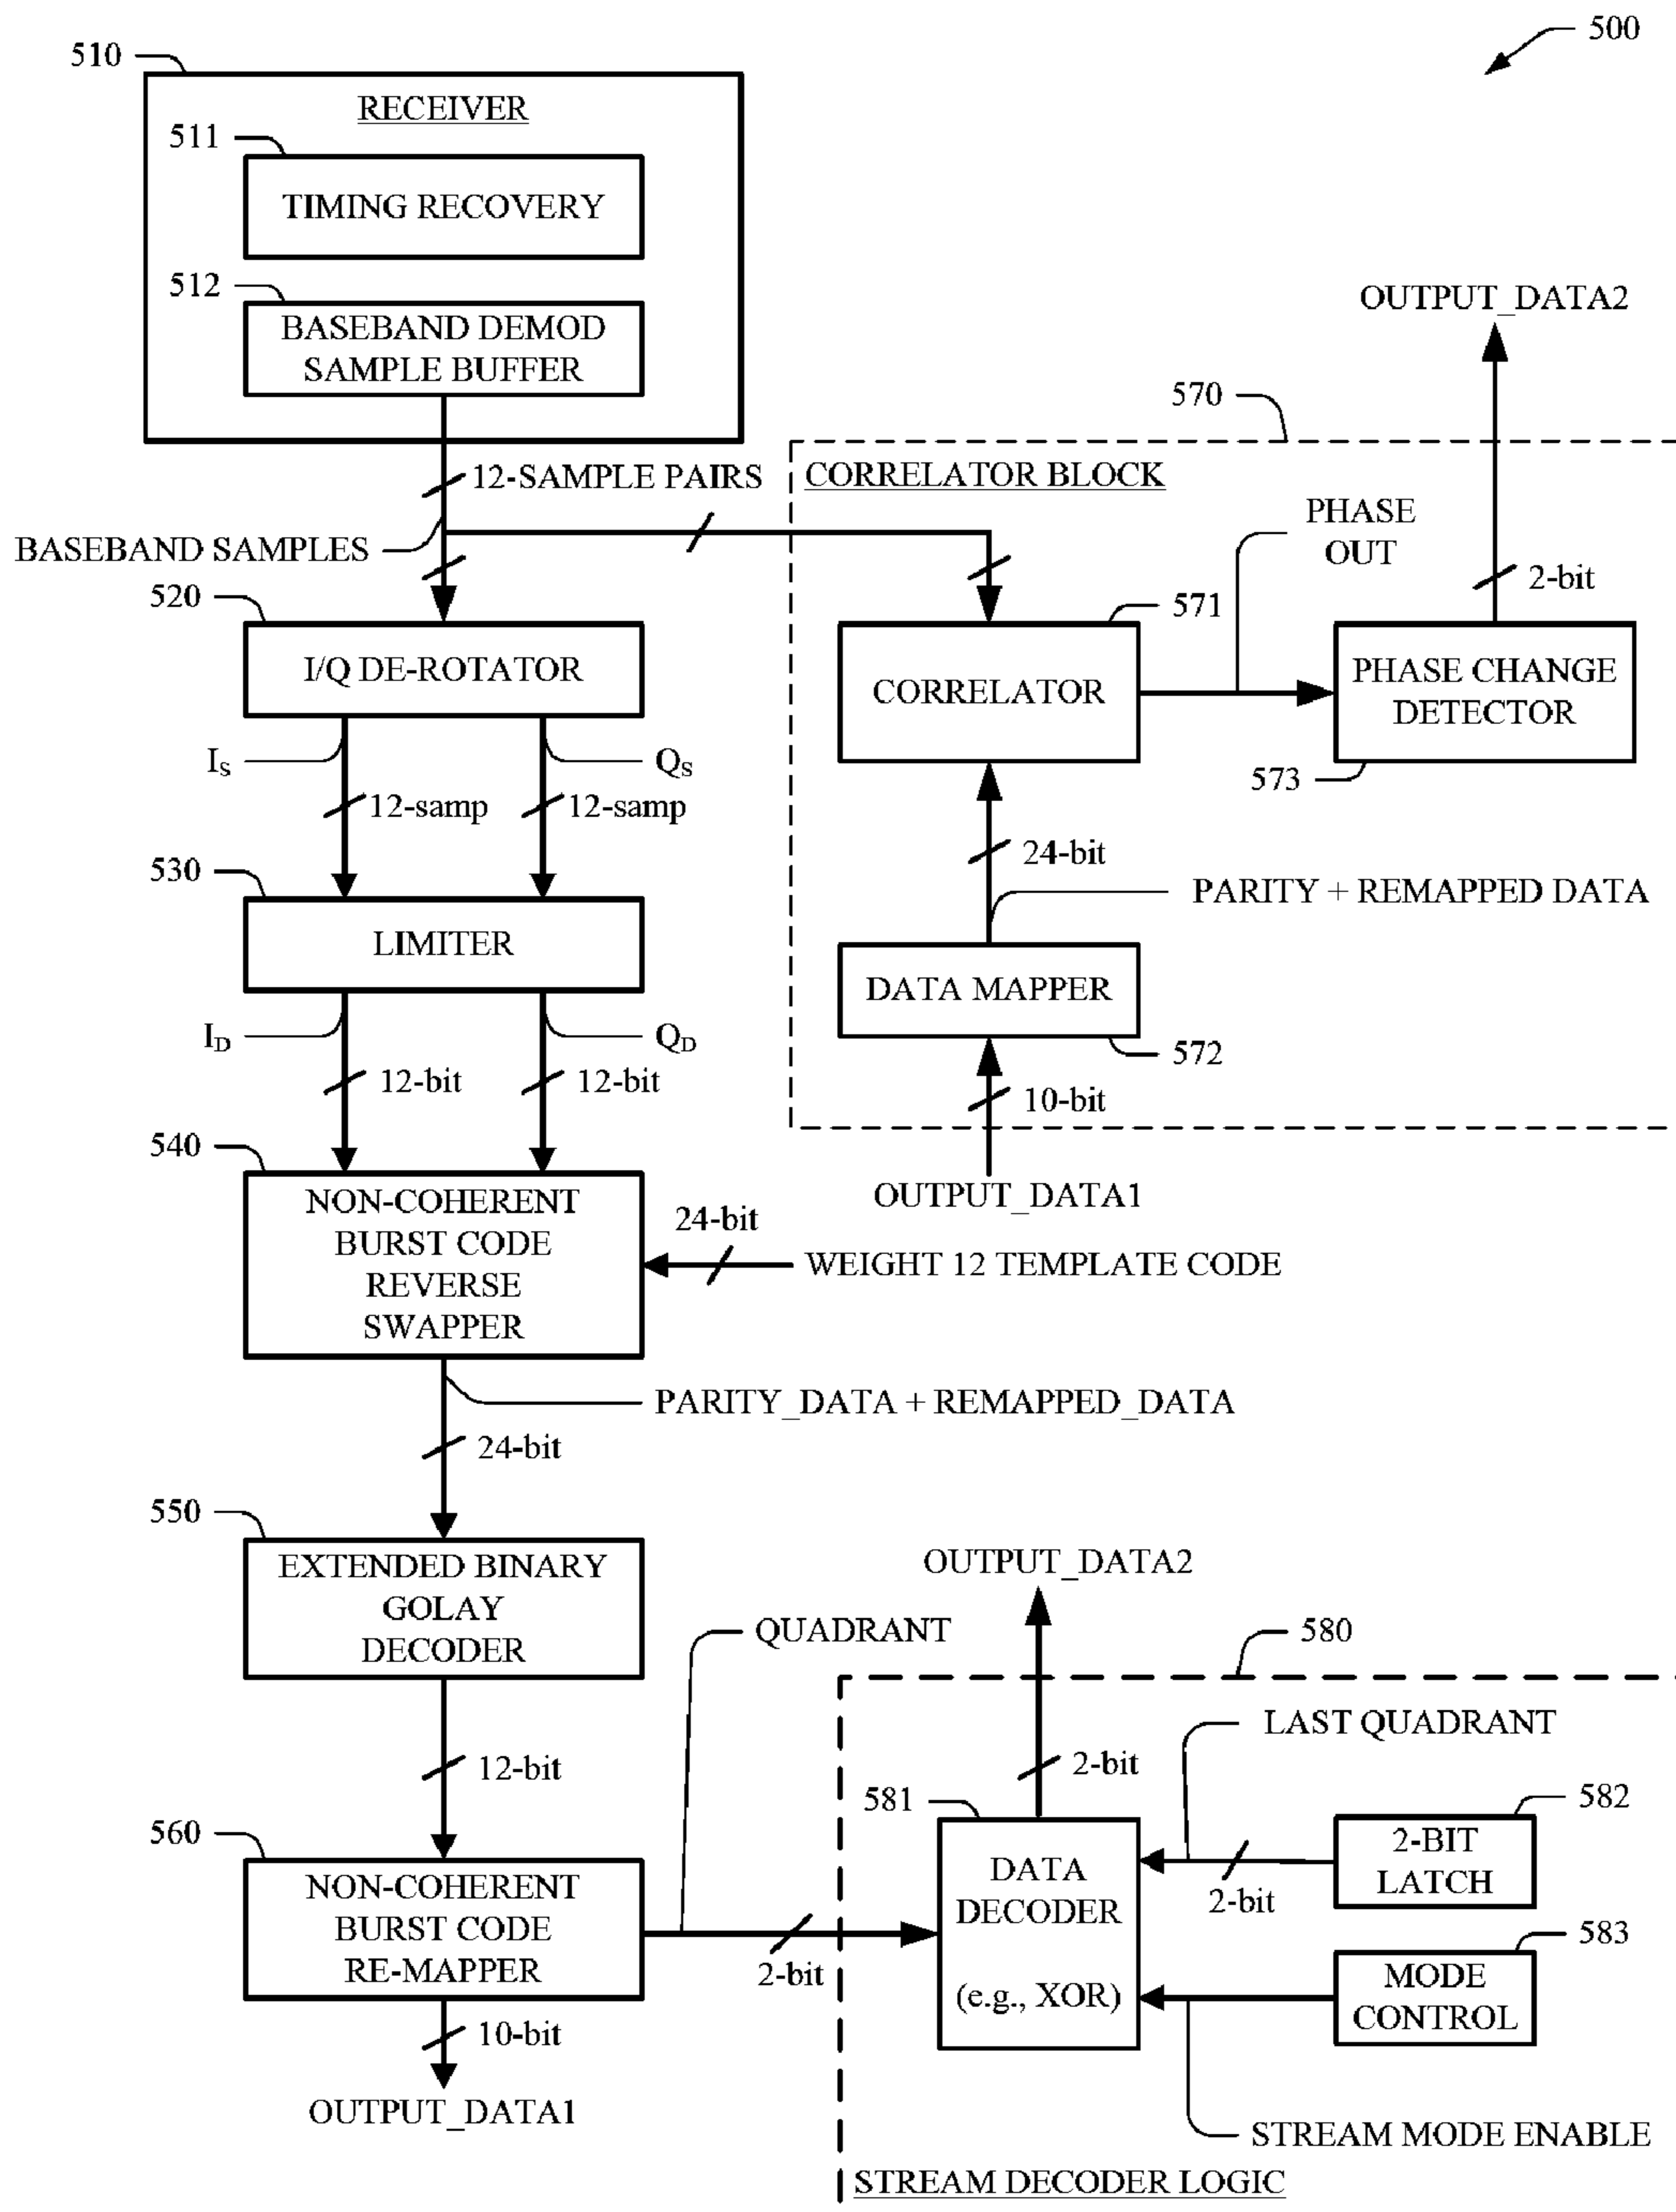 500
510
RECEIVER
511
TIMING RECOVERY
512
BASEBAND DEMOD
SAMPLE BUFFER
12-SAMPLE PAIRS
BASEBAND SAMPLES
520
I/Q DE-ROTATOR
IS
QS
12-samp
12-samp
530
LIMITER
ID
QD
12-bit
12-bit
540
NON-COHERENT
BURST CODE
REVERSE
SWAPPER
24-bit
WEIGHT 12 TEMPLATE CODE
PARITY_DATA + REMAPPED_DATA
24-bit
550
EXTENDED BINARY
GOLAY
DECODER
12-bit
560
NON-COHERENT
BURST CODE
RE-MAPPER
10-bit
OUTPUT_DATA1
QUADRANT
2-bit
OUTPUT_DATA2
570
CORRELATOR BLOCK
PHASE
OUT
2-bit
571
CORRELATOR
PHASE CHANGE
DETECTOR
573
24-bit
PARITY + REMAPPED DATA
DATA MAPPER
572
10-bit
OUTPUT_DATA1
OUTPUT_DATA2
580
LAST QUADRANT
2-bit
581
DATA
DECODER
(e.g., XOR)
582
2-BIT
LATCH
2-bit
583
MODE
CONTROL
STREAM MODE ENABLE
STREAM DECODER LOGIC